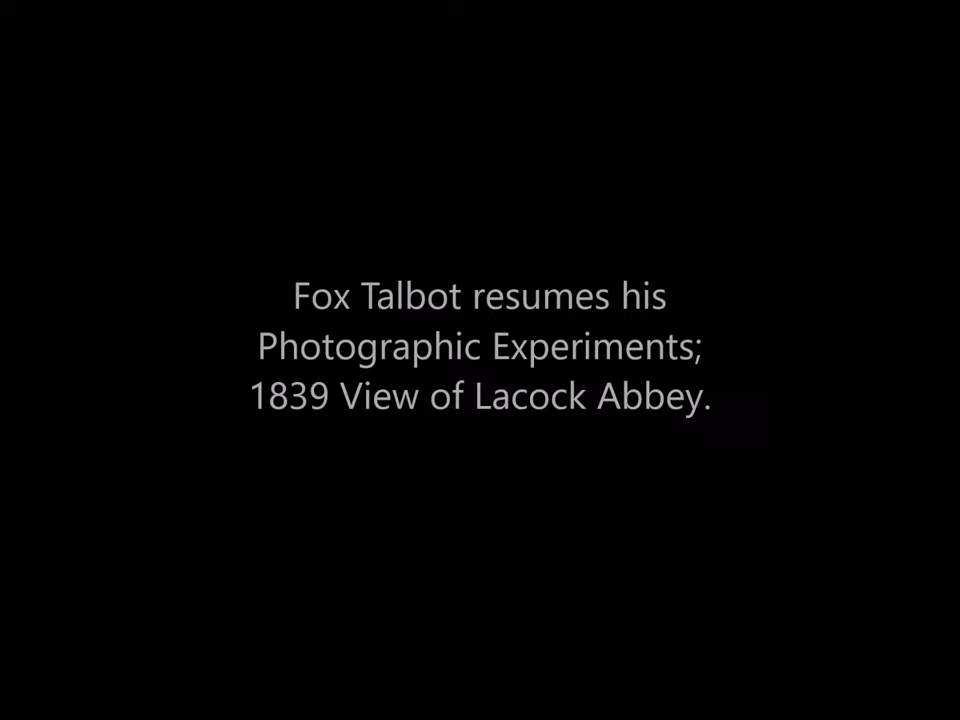 Fox Talbot resumes his
Photographic Experiments;
1839 View of Lacock Abbey.